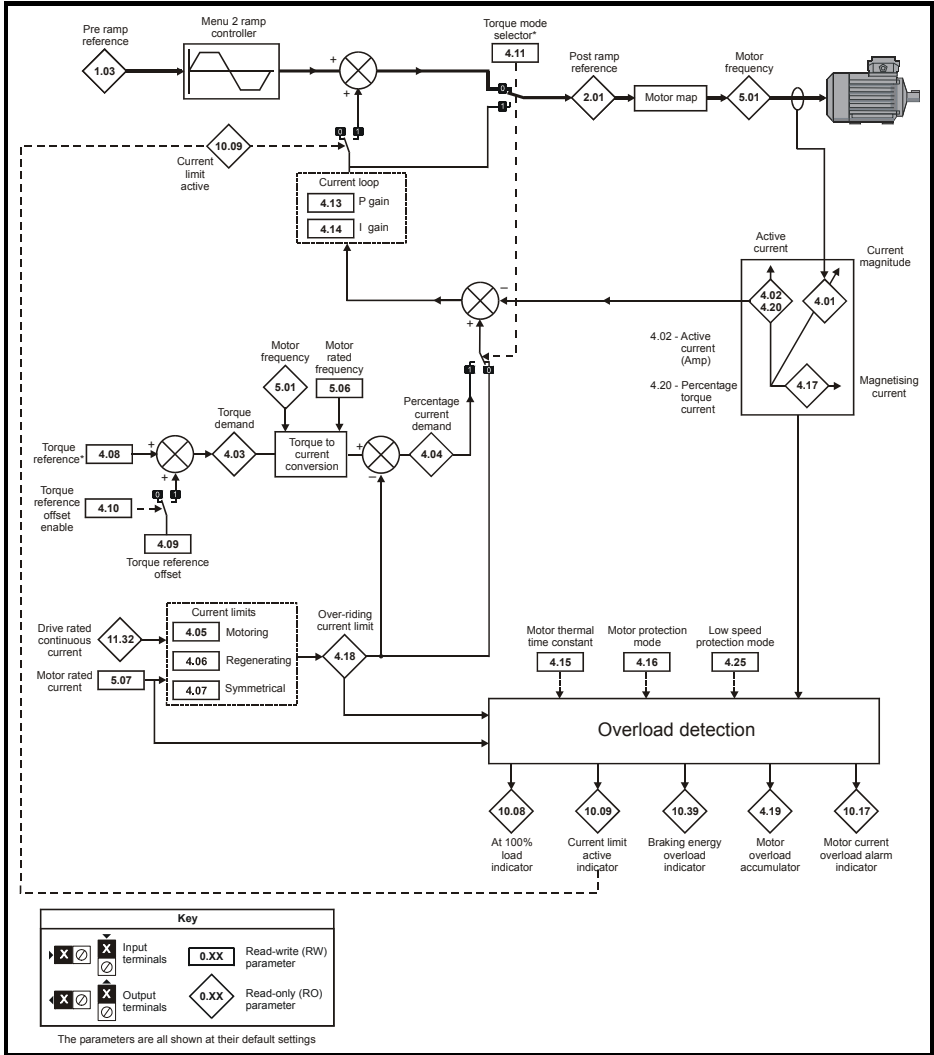 Pre ramp
reference
1.03
Menu 2 ramp
controller
+
+
Torque mode
selector*
4.11
0
1
Post ramp
reference
2.01
Motor map
Motor
frequency
5.01
10.09
Current
limit
active
0 1
Current loop
4.13 P gain
4.14 I gain
Active
current
Current
magnitude
4.02
4.20
4.01
4.17
Magnetising
current
4.02 - Active
current
(Amp)
4.20 - Percentage
torque
current
–
+
1 0
Motor
frequency
5.01
Motor
rated
frequency
5.06
Torque
reference*
4.08
+
+
Torque
demand
4.03
Torque to
current
conversion
+
–
Percentage
current
demand
4.04
Torque
reference
offset
enable
4.10
0 1
4.09
Torque reference
offset
Drive rated
continuous
current
11.32
Motor rated
current
5.07
Current limits
4.05 Motoring
4.06 Regenerating
4.07 Symmetrical
Over-riding
current limit
4.18
Motor thermal
time constant
4.15
Motor protection
mode
4.16
Low speed
protection mode
4.25
Overload detection
10.08
At 100%
load
indicator
10.09
Current limit
active
indicator
10.39
Braking energy
overload
indicator
4.19
Motor
overload
accumulator
10.17
Motor current
overload alarm
indicator
Key
X X Input
terminals
0.XX Read-write (RW)
parameter
X X Output
terminals
0.XX Read-only (RO)
parameter
The parameters are all shown at their default settings